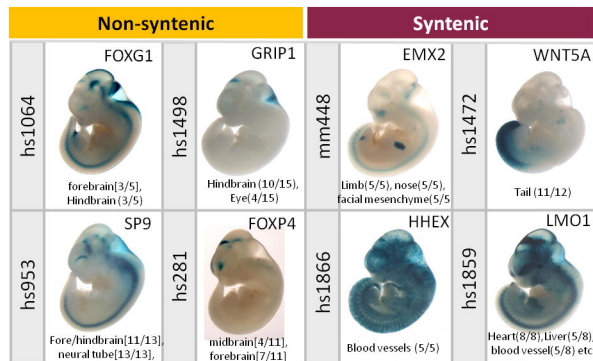 Non-syntenic
Syntenic
hs1064
FOXG1
forebrain[3/5],
Hindbrain (3/5)
hs1498
GRIP1
Hindbrain (10/15),
Eye(4/15)
mm448
EMX2
Limb(5/5), nose(5/5),
facial mesenchyme(5/5
hs1472
WNT5A
Tail (11/12)
hs953
SP9
Fore/hindbrain[11/13],
neural tube[13/13],
hs281
FOXP4
midbrain[4/11],
forebrain[7/11]
hs1866
HHEX
Blood vessels (5/5)
hs1859
LMO1
Heart(8/8),Liver(5/8),
blood vessel(5/8) etc